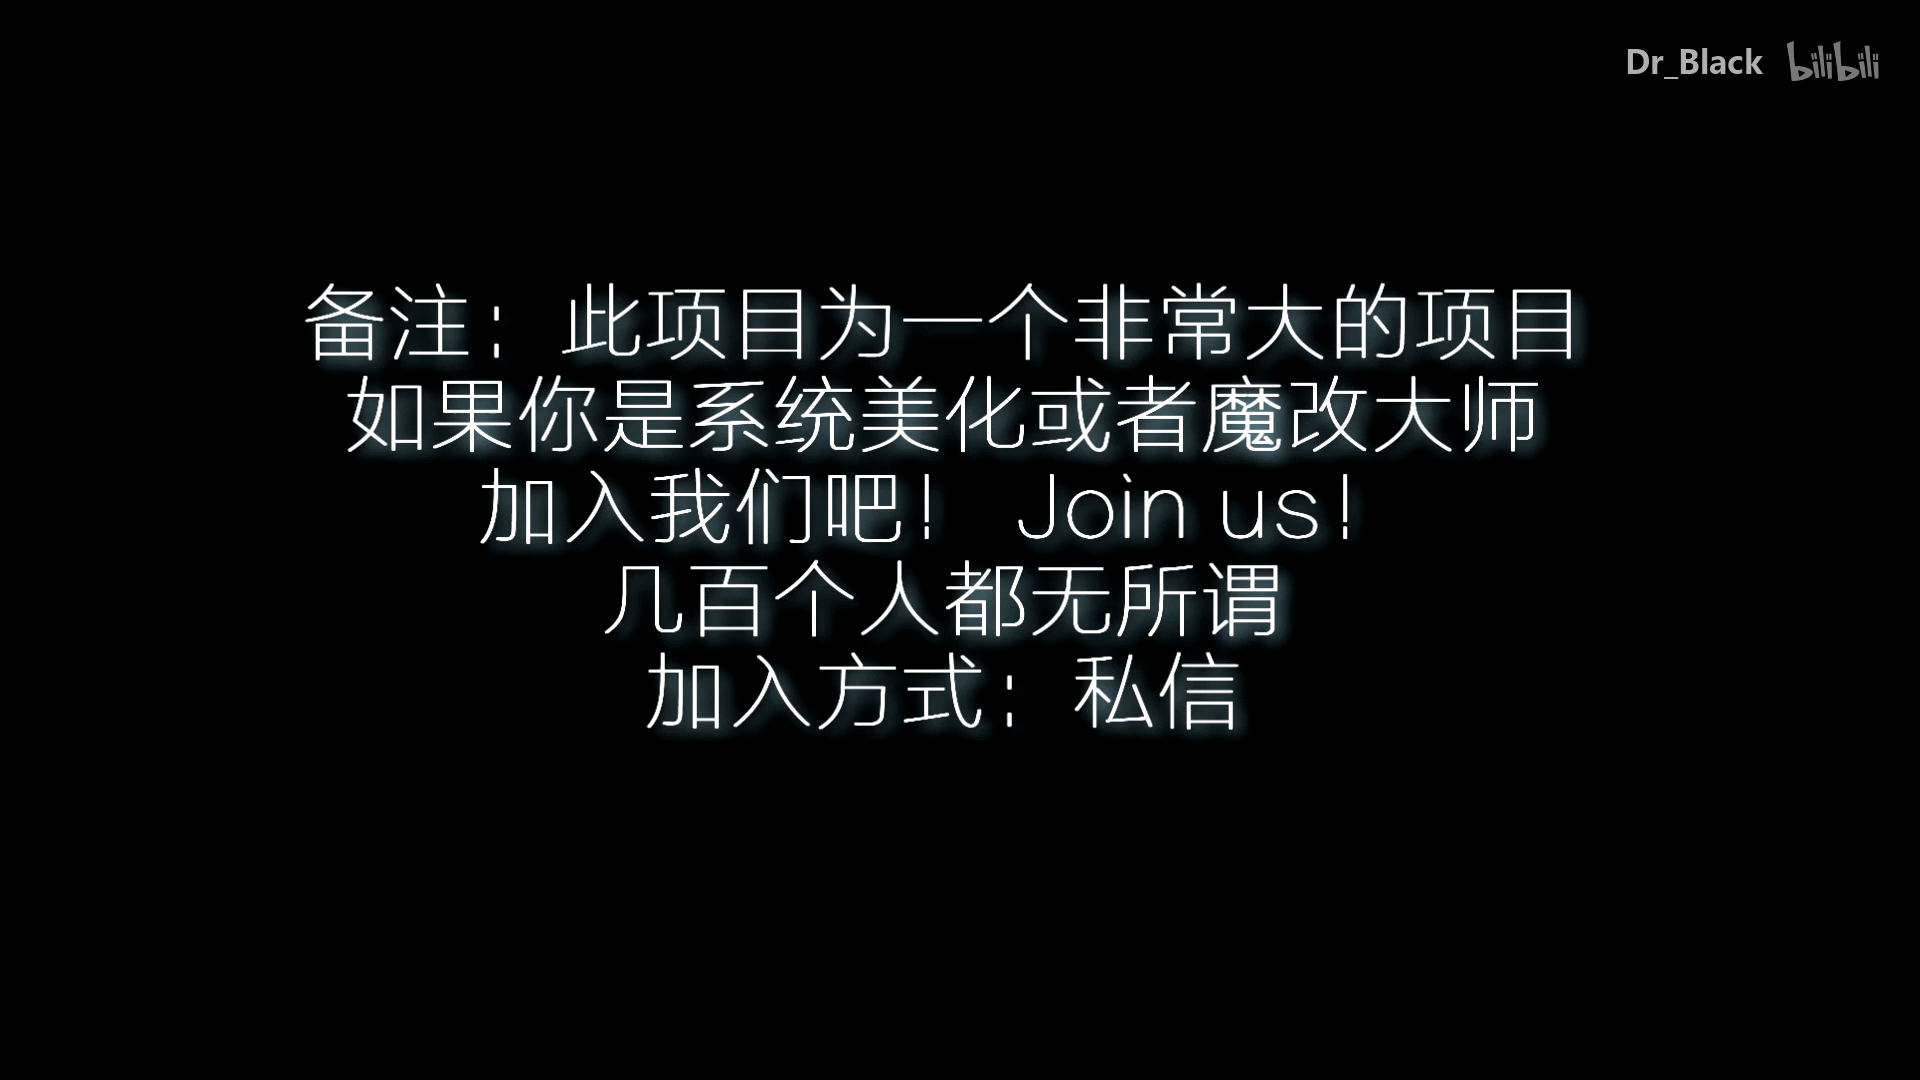 Dr_Black bilibili
备注：此项目为一个非常大的项目
如果你是系统美化或者魔改大师
加入我们吧！ Join us！
几百个人都无所谓
加入方式：私信